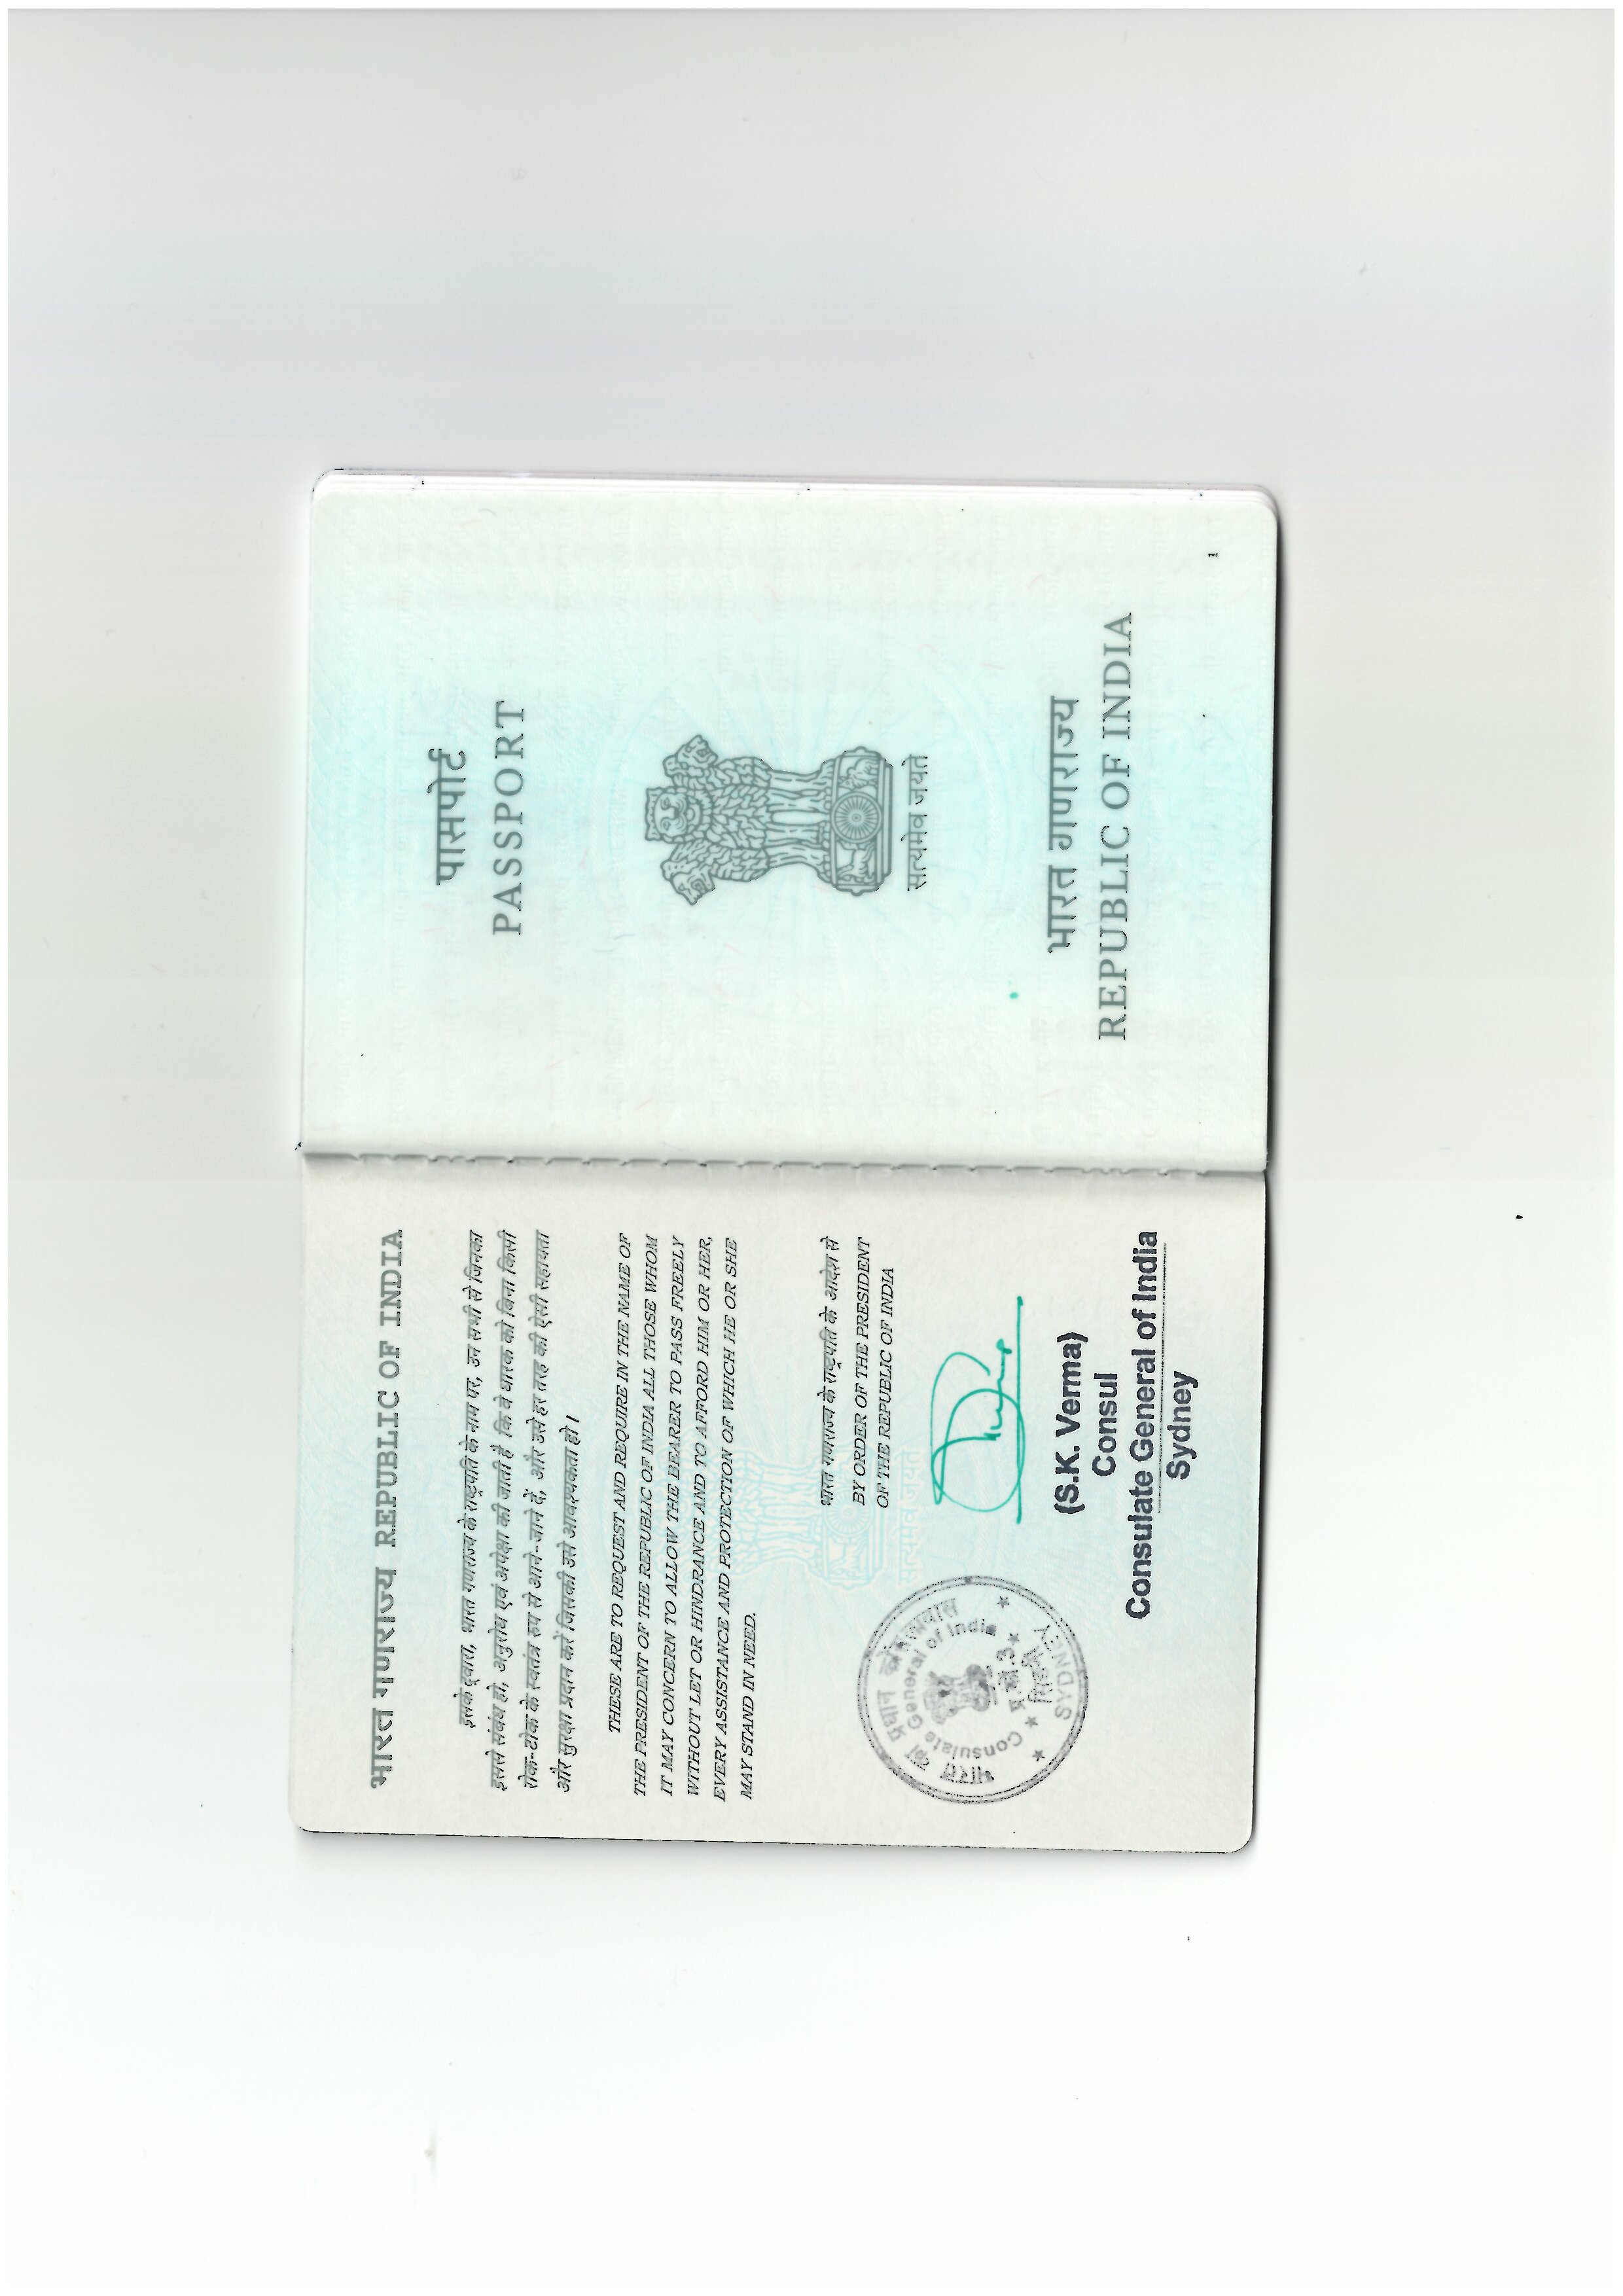 भारत गणराज्य REPUBLIC OF INDIA
इसके द्वारा, भारत गणराज्य के राष्ट्रपति के नाम पर, उन सभी से जिनका
इससे संबंध हो, अनुरोध एवं अपेक्षा की जाती है कि वे धारक को बिना किसी
रोक-टोक के स्वतंत्र रूप से आने-जाने दें, और उसे हर तरह की ऐसी सहायता
और सुरक्षा प्रदान करें जिसकी उसे आवश्यकता हो।
THESE ARE TO REQUEST AND REQUIRE IN THE NAME OF
THE PRESIDENT OF THE REPUBLIC OF INDIA ALL THOSE WHOM
IT MAY CONCERN TO ALLOW THE BEARER TO PASS FREELY
WITHOUT LET OR HINDRANCE AND TO AFFORD HIM OR HER,
EVERY ASSISTANCE AND PROTECTION OF WHICH HE OR SHE
MAY STAND IN NEED.
भारत गणराज्य के राष्ट्रपति के आदेश से
BY ORDER OF THE PRESIDENT
OF THE REPUBLIC OF INDIA
(S.K. Verma)
Consul
Consulate General of India
Sydney
भारत का प्रधान कोंसलावास
Consulate General of India
सिडनी
SYDNEY
पासपोर्ट
PASSPORT
सत्यमेव जयते
भारत गणराज्य
REPUBLIC OF INDIA
1